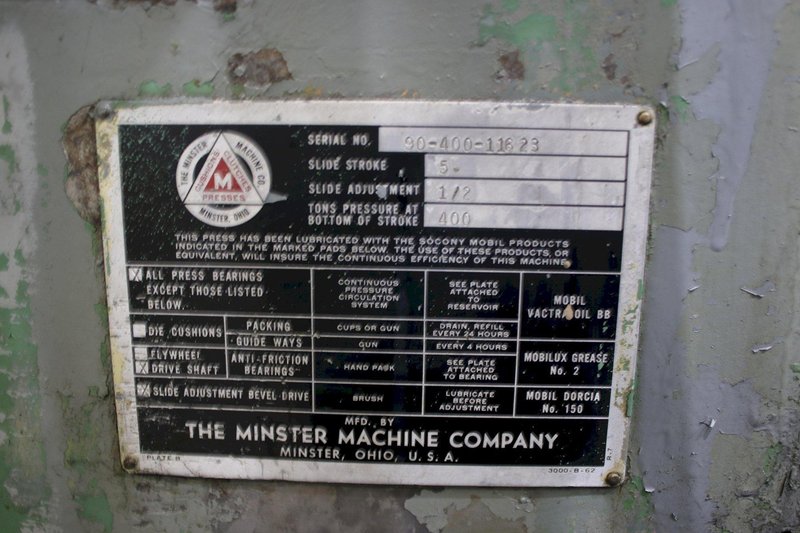 THE MINSTER MACHINE CO.
CUSHIONS CLUTCHES
M
PRESSES
MINSTER, OHIO
SERIAL NO. 90-400-11623
SLIDE STROKE 5
SLIDE ADJUSTMENT 1/2
TONS PRESSURE AT
BOTTOM OF STROKE 400
THIS PRESS HAS BEEN LUBRICATED WITH THE SOCONY MOBIL PRODUCTS
INDICATED IN THE MARKED PADS BELOW. THE USE OF THESE PRODUCTS, OR
EQUIVALENT, WILL INSURE THE CONTINUOUS EFFICIENCY OF THIS MACHINE
X ALL PRESS BEARINGS
EXCEPT THOSE LISTED
BELOW.
CONTINUOUS
PRESSURE
CIRCULATION
SYSTEM
SEE PLATE
ATTACHED
TO
RESERVOIR
MOBIL
VACTRA OIL BB
DIE CUSHIONS
PACKING
CUPS OR GUN
DRAIN, REFILL
EVERY 24 HOURS
GUIDE WAYS
GUN
EVERY 4 HOURS
FLYWHEEL
X DRIVE SHAFT
ANTI-FRICTION
BEARINGS
HAND PACK
SEE PLATE
ATTACHED
TO BEARING
MOBILUX GREASE
No. 2
X SLIDE ADJUSTMENT BEVEL DRIVE
BRUSH
LUBRICATE
BEFORE
ADJUSTMENT
MOBIL DORCIA
No. 150
MFD. BY
THE MINSTER MACHINE COMPANY
MINSTER, OHIO, U.S.A.
PLATE B
3000-B-62
R-7